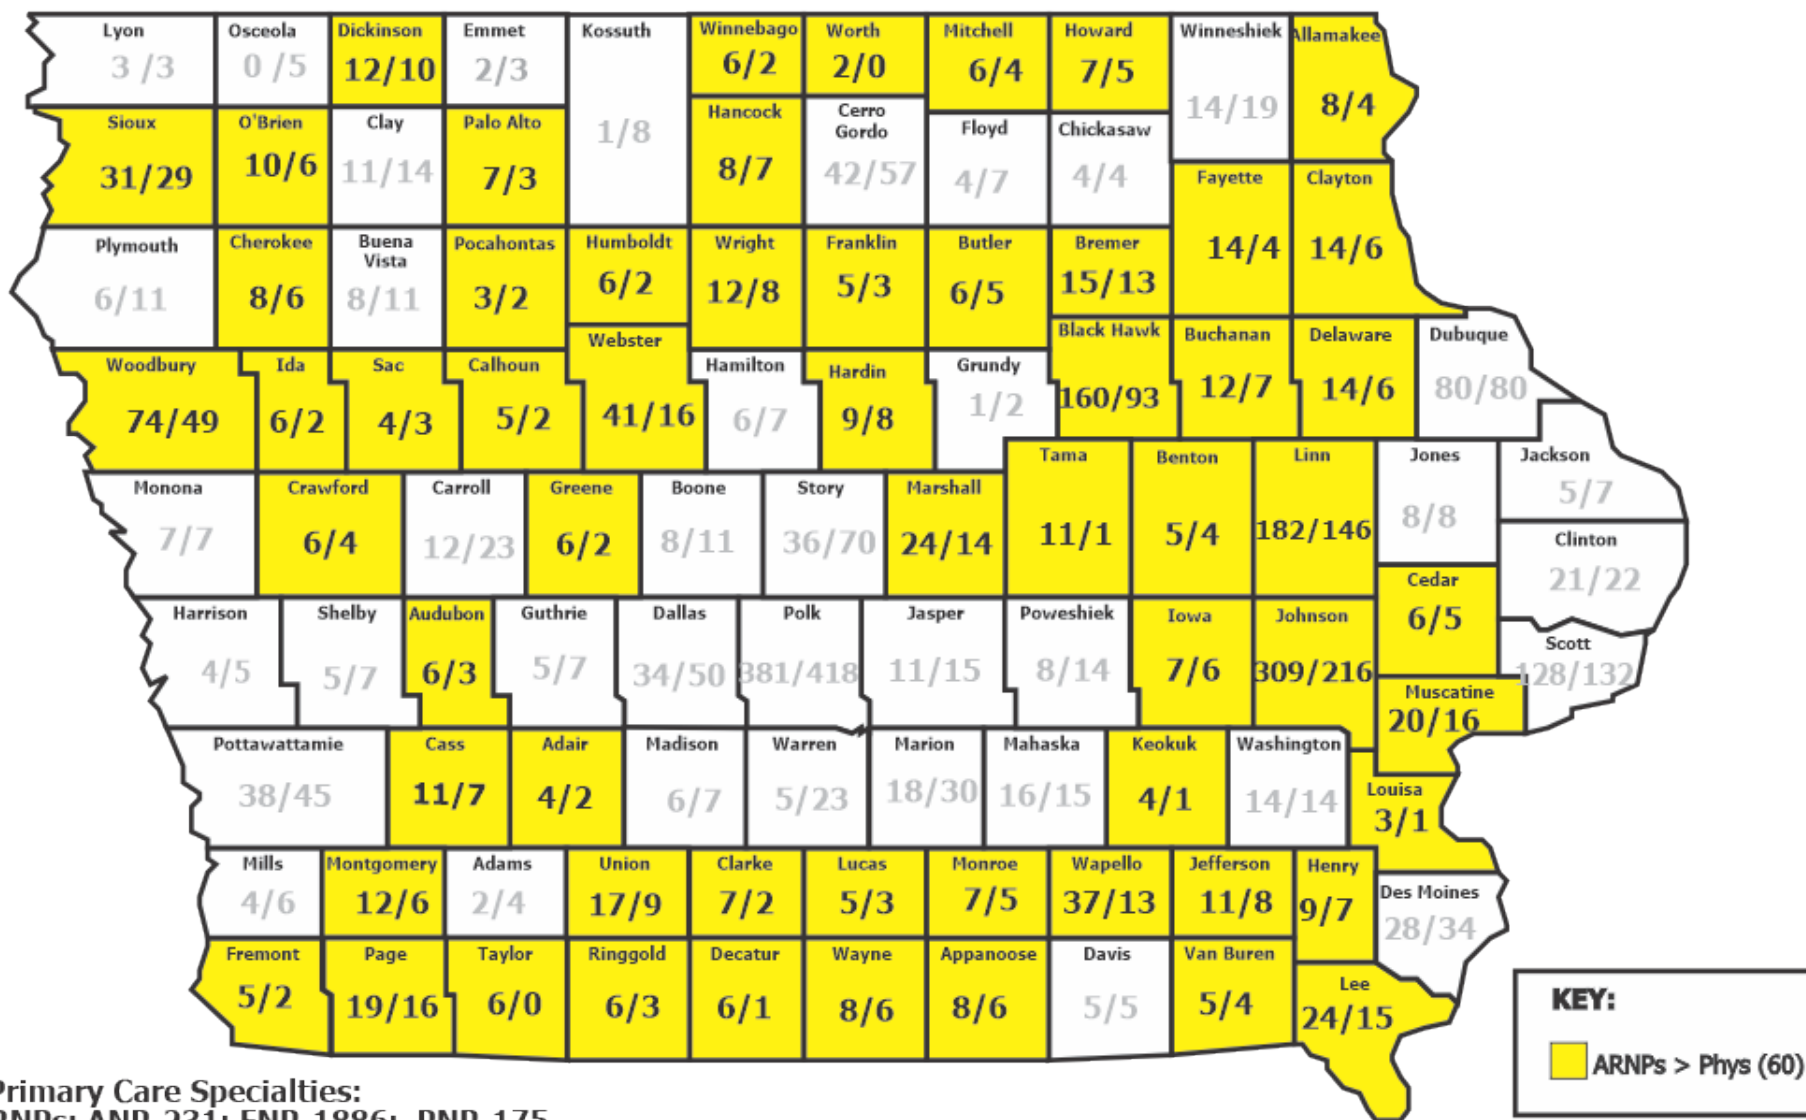 Lyon
3 /3
Osceola
0 /5
Dickinson
12/10
Emmet
2/3
Kossuth
1/8
Winnebago
6/2
Worth
2/0
Mitchell
6/4
Howard
7/5
Winneshiek
14/19
Allamakee
8/4
Sioux
31/29
O'Brien
10/6
Clay
11/14
Palo Alto
7/3
Hancock
8/7
Cerro
Gordo
42/57
Floyd
4/7
Chickasaw
4/4
Fayette
14/4
Clayton
14/6
Plymouth
6/11
Cherokee
8/6
Buena
Vista
8/11
Pocahontas
3/2
Humboldt
6/2
Wright
12/8
Franklin
5/3
Butler
6/5
Bremer
15/13
Woodbury
74/49
Ida
6/2
Sac
4/3
Calhoun
5/2
Webster
41/16
Hamilton
6/7
Hardin
9/8
Grundy
1/2
Black Hawk
160/93
Buchanan
12/7
Delaware
14/6
Dubuque
80/80
Monona
7/7
Crawford
6/4
Carroll
12/23
Greene
6/2
Boone
8/11
Story
36/70
Marshall
24/14
Tama
11/1
Benton
5/4
Linn
182/146
Jones
8/8
Jackson
5/7
Clinton
21/22
Harrison
4/5
Shelby
5/7
Audubon
6/3
Guthrie
5/7
Dallas
34/50
Polk
381/418
Jasper
11/15
Poweshiek
8/14
Iowa
7/6
Johnson
309/216
Cedar
6/5
Scott
128/132
Muscatine
20/16
Pottawattamie
38/45
Cass
11/7
Adair
4/2
Madison
6/7
Warren
5/23
Marion
18/30
Mahaska
16/15
Keokuk
4/1
Washington
14/14
Louisa
3/1
Mills
4/6
Montgomery
12/6
Adams
2/4
Union
17/9
Clarke
7/2
Lucas
5/3
Monroe
7/5
Wapello
37/13
Jefferson
11/8
Henry
9/7
Des Moines
28/34
Fremont
5/2
Page
19/16
Taylor
6/0
Ringgold
6/3
Decatur
6/1
Wayne
8/6
Appanoose
8/6
Davis
5/5
Van Buren
5/4
Lee
24/15
KEY:
ARNPs > Phys (60)
Primary Care Specialties:
RNPs: ANP-231; FNP-1886; PNP-175